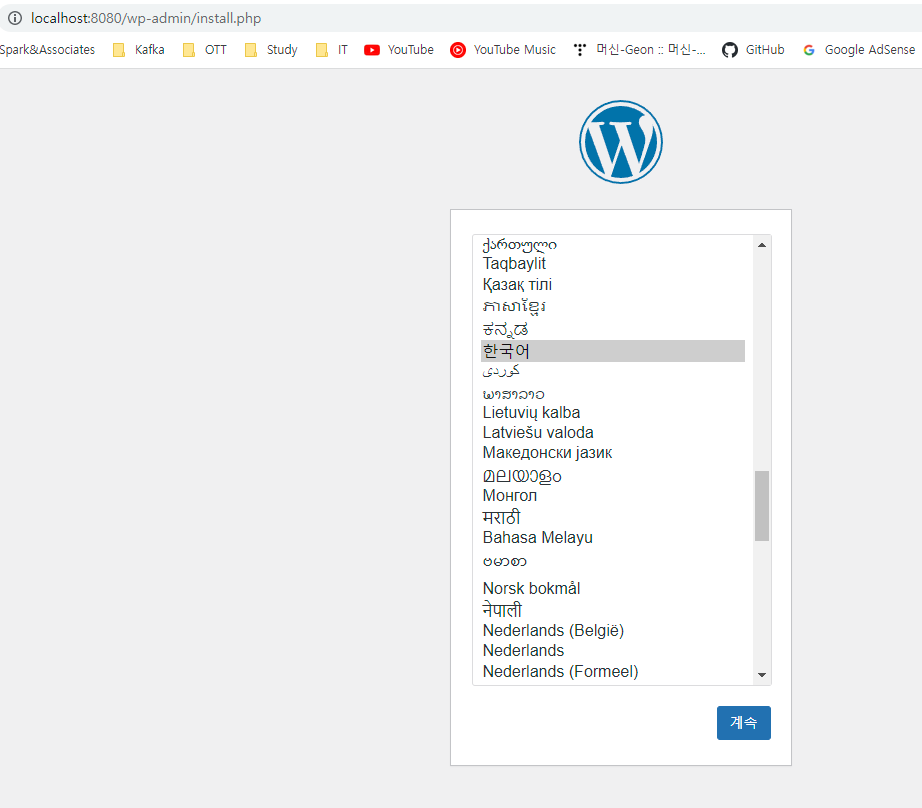 localhost:8080/wp-admin/install.php
Spark&Associates Kafka OTT Study IT YouTube YouTube Music 머신-Geon :: 머신-... GitHub Google AdSense
ქართული
Taqbaylit
Қазақ тілі
ភាសាខ្មែរ
ಕನ್ನಡ
한국어
كوردی
ພາສາລາວ
Lietuvių kalba
Latviešu valoda
Македонски јазик
മലയാളം
Монгол
मराठी
Bahasa Melayu
ဗမာစာ
Norsk bokmål
नेपाली
Nederlands (België)
Nederlands
Nederlands (Formeel)
계속